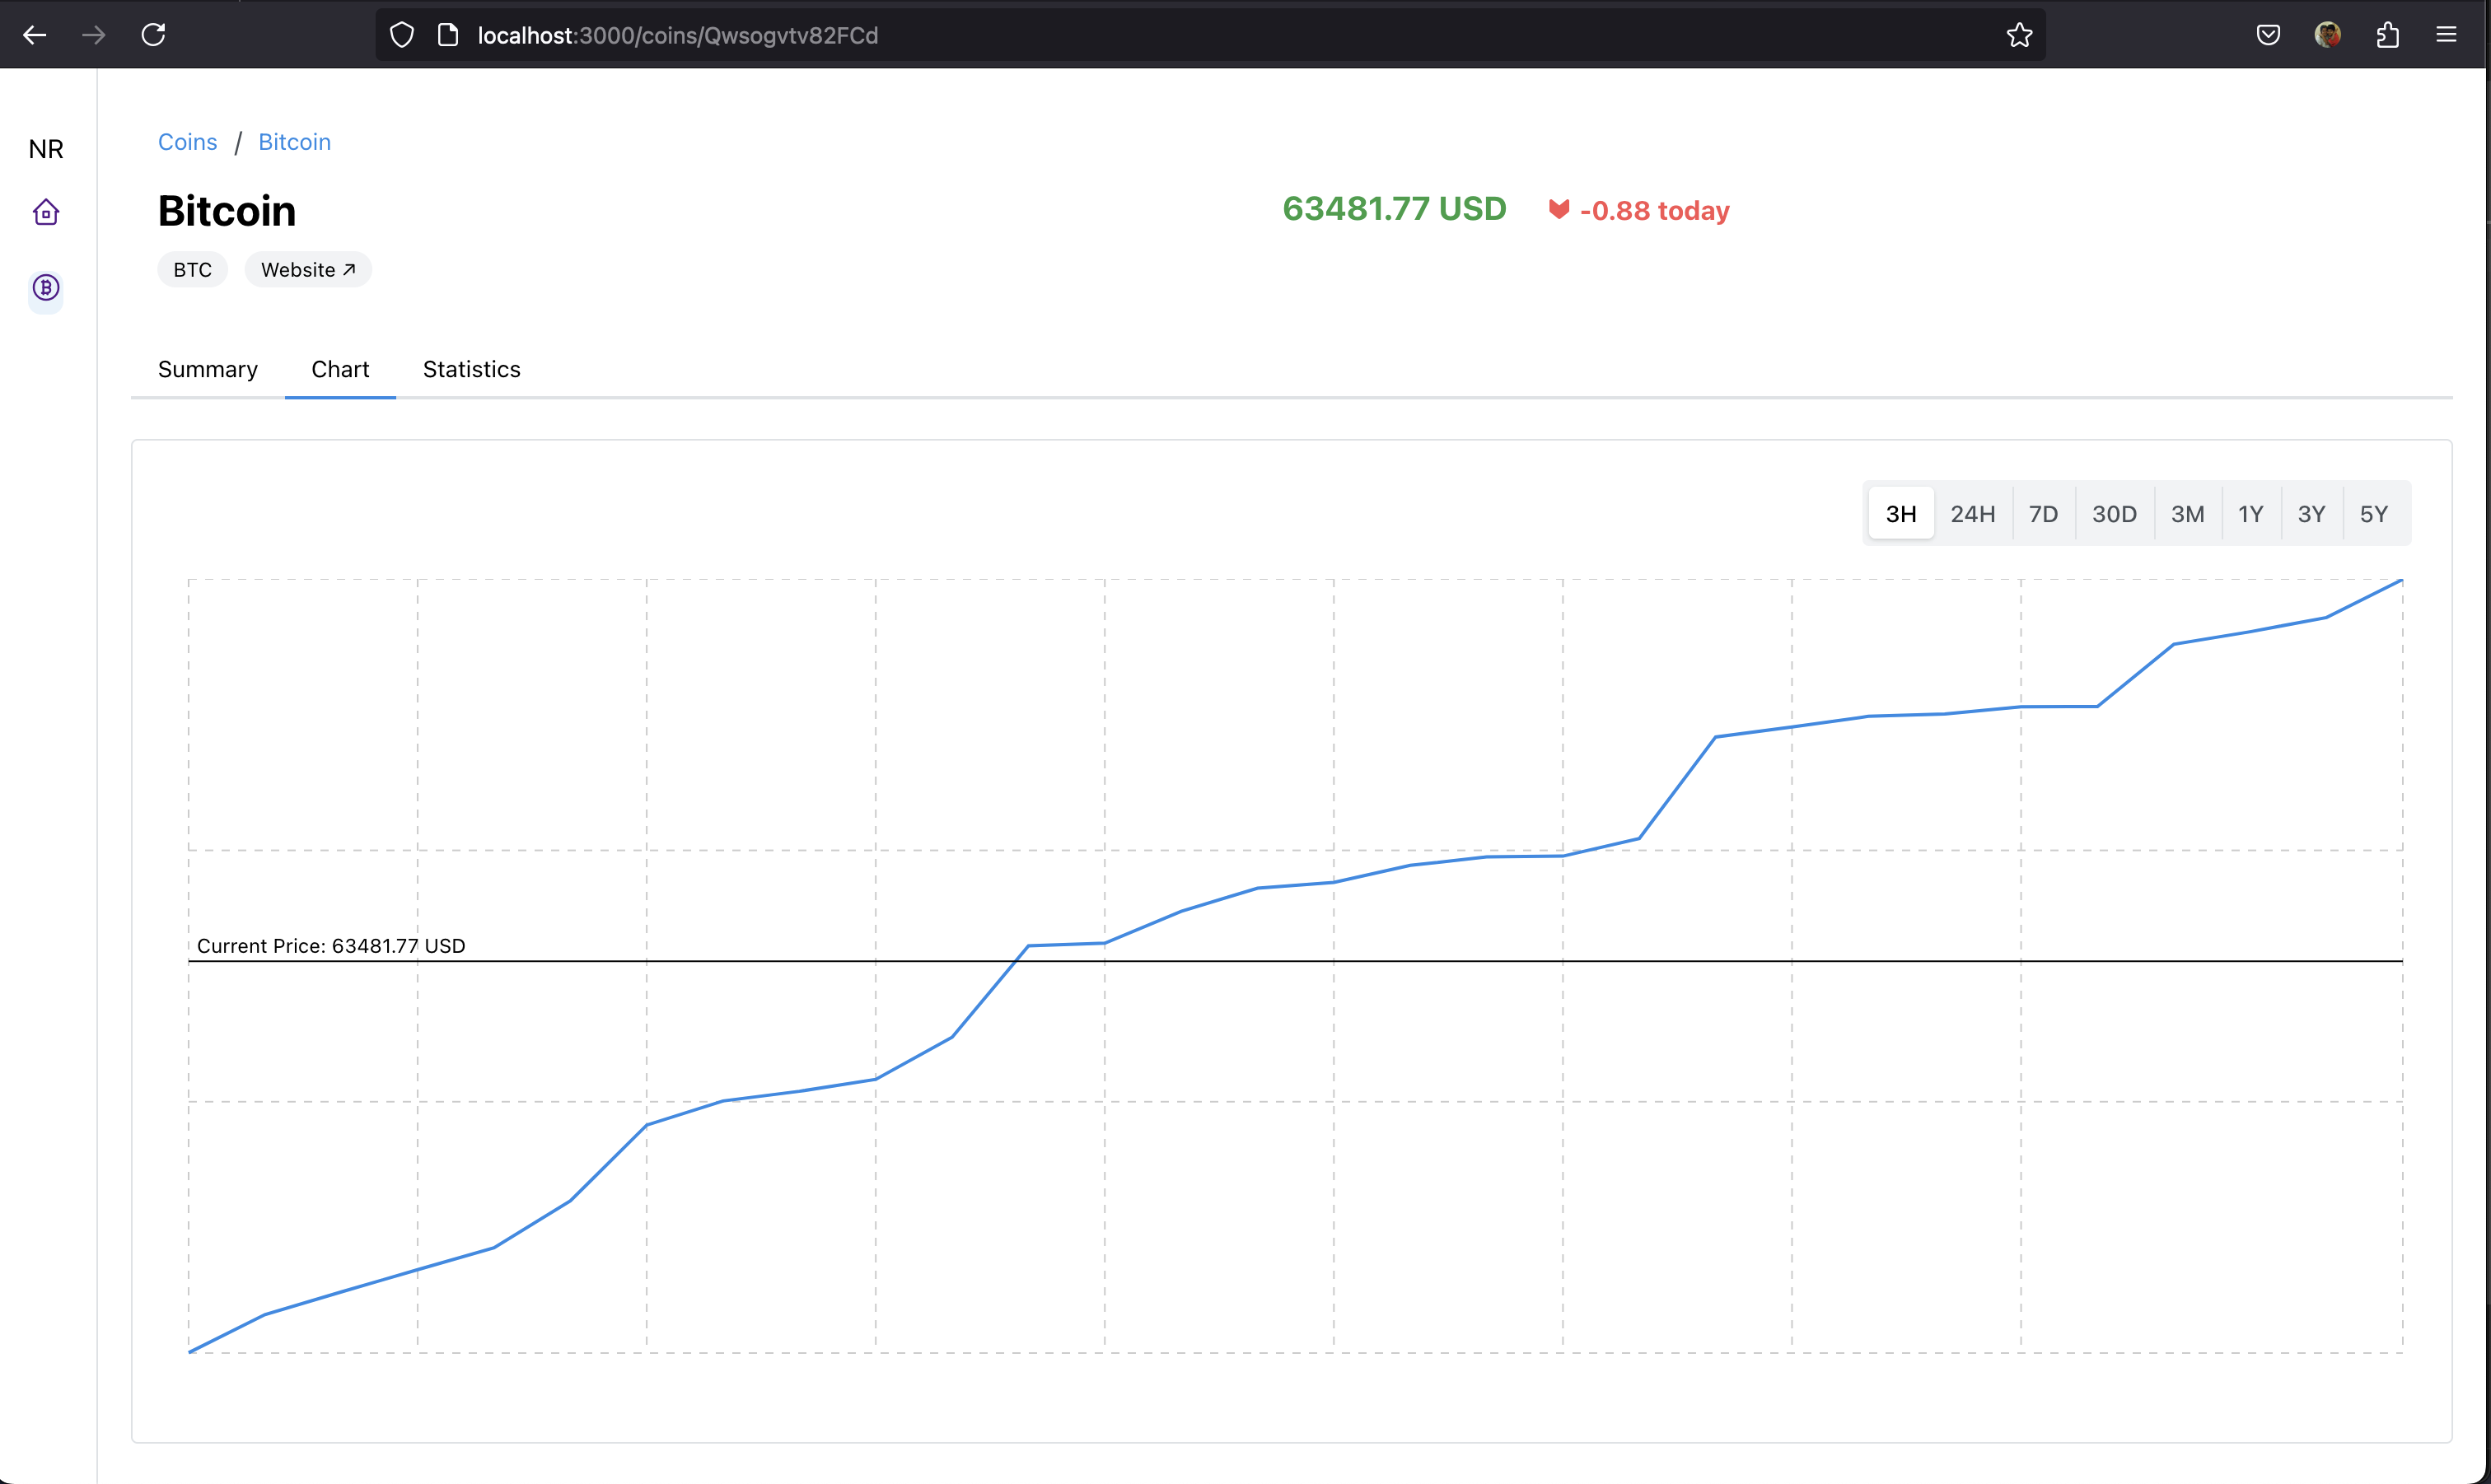 localhost:3000/coins/Qwsogvtv82FCd
NR
Coins / Bitcoin
Bitcoin
63481.77 USD -0.88 today
BTC Website ↗
Summary Chart Statistics
3H 24H 7D 30D 3M 1Y 3Y 5Y
Current Price: 63481.77 USD